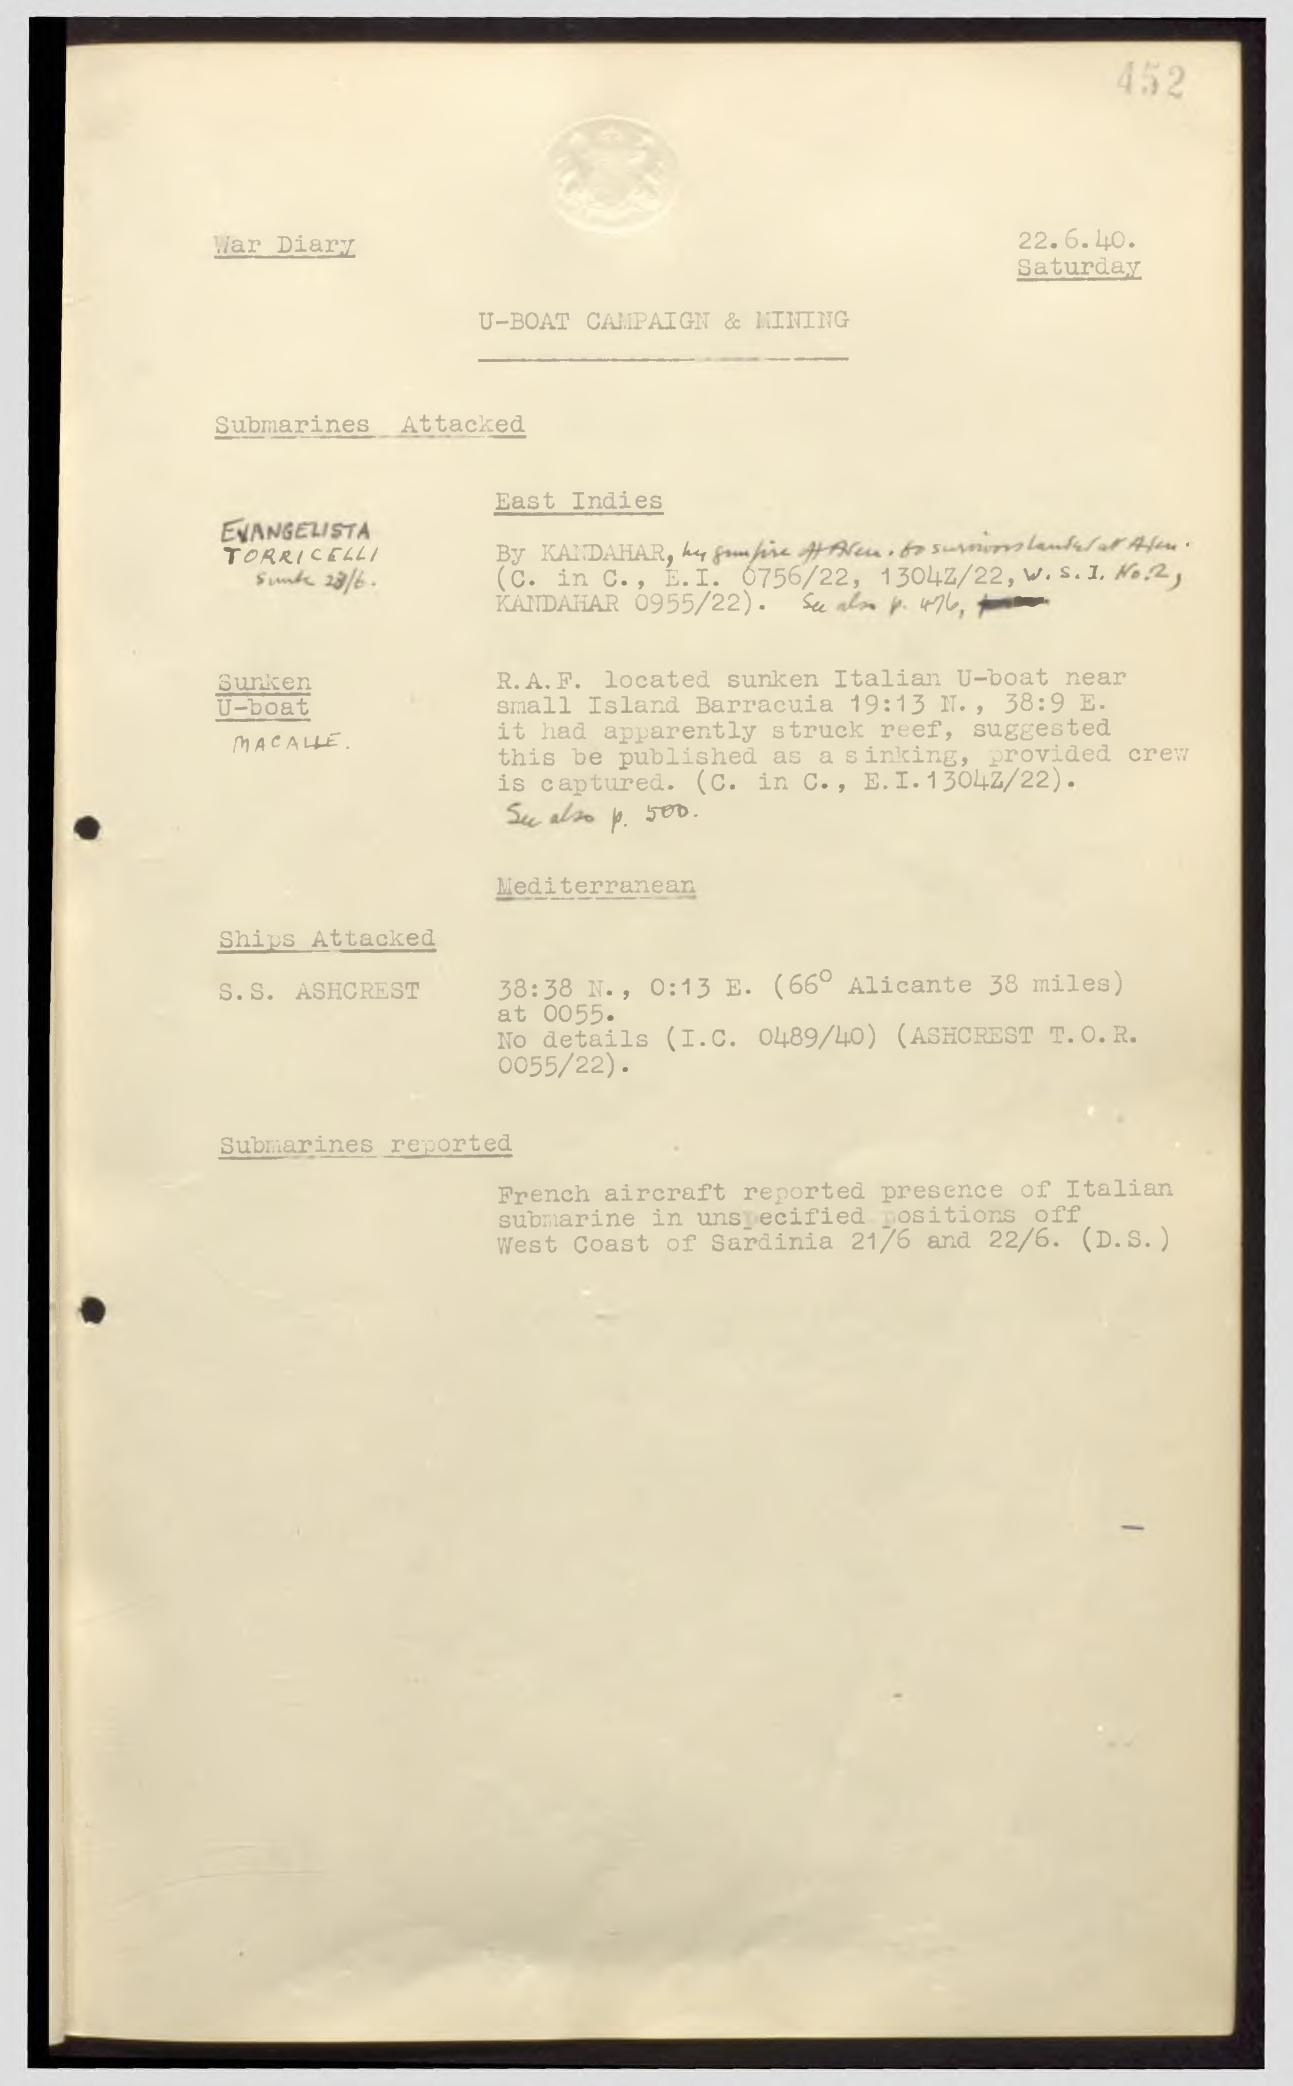 452
War Diary
22.6.40.
Saturday
U-BOAT CAMPAIGN & MINING
Submarines Attacked
East Indies
EVANGELISTA
TORRICELLI
Sunk 23/6.
By KANDAHAR, by gunfire off Aden. survivors landed at Aden.
(C. in C., E.I. 0756/22, 1304Z/22, W.S.I. No.2,
KANDAHAR 0955/22). See also p. 476,
Sunken
U-boat
MACALLE.
R.A.F. located sunken Italian U-boat near
small Island Barracuia 19:13 N., 38:9 E.
it had apparently struck reef, suggested
this be published as a sinking, provided crew
is captured. (C. in C., E.I.1304Z/22).
See also p. 500.
Mediterranean
Ships Attacked
S.S. ASHCREST
38:38 N., 0:13 E. (66° Alicante 38 miles)
at 0055.
No details (I.C. 0489/40) (ASHCREST T.O.R.
0055/22).
Submarines reported
French aircraft reported presence of Italian
submarine in unspecified positions off
West Coast of Sardinia 21/6 and 22/6. (D.S.)